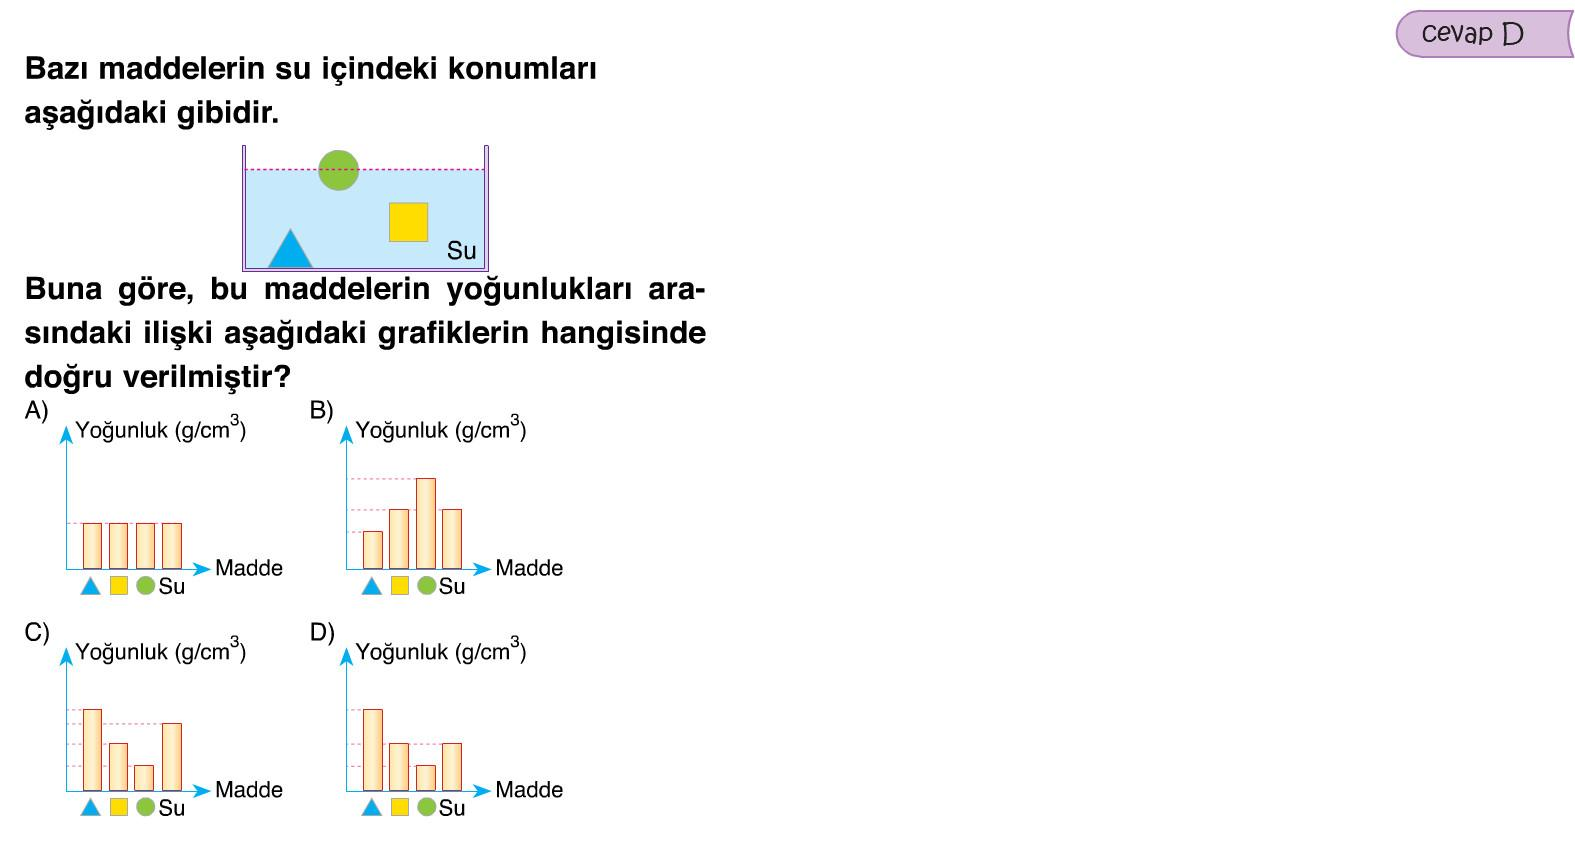 cevap D
Bazı maddelerin su içindeki konumları
aşağıdaki gibidir.
Su
Buna göre, bu maddelerin yoğunlukları ara-
sındaki ilişki aşağıdaki grafiklerin hangisinde
doğru verilmiştir?
A)
Yoğunluk (g/cm³)
Madde
Su
B)
Yoğunluk (g/cm³)
Madde
Su
C)
Yoğunluk (g/cm³)
Madde
Su
D)
Yoğunluk (g/cm³)
Madde
Su